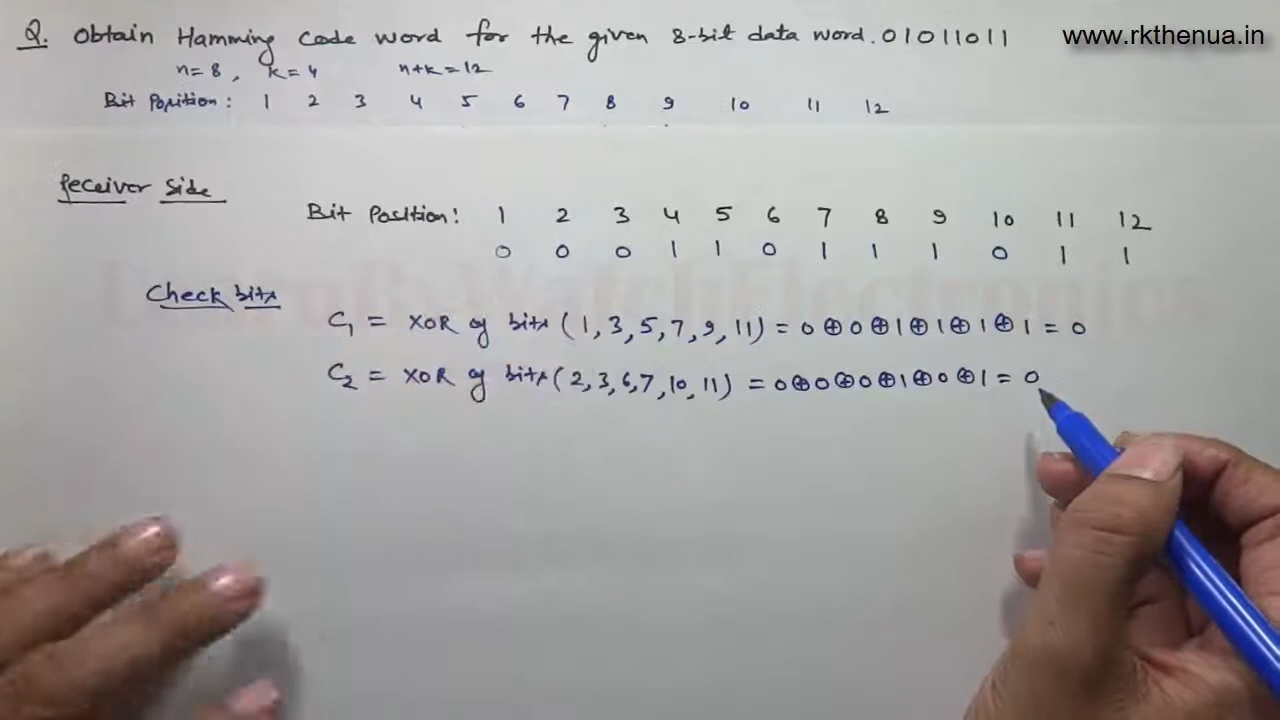 Q. Obtain Hamming Code word for the given 8-bit data word. 01011011
www.rkthenua.in
n=8, k=4 n+k=12
Bit Position: 1 2 3 4 5 6 7 8 9 10 11 12
Receiver Side
Bit Position: 1 2 3 4 5 6 7 8 9 10 11 12
0 0 0 1 1 0 1 1 1 0 1 1
Check bits
C₁ = XOR of bits (1, 3, 5, 7, 9, 11) = 0⊕0⊕1⊕1⊕1⊕1 = 0
C₂ = XOR of bits (2, 3, 6, 7, 10, 11) = 0⊕0⊕0⊕1⊕0⊕1 = 0